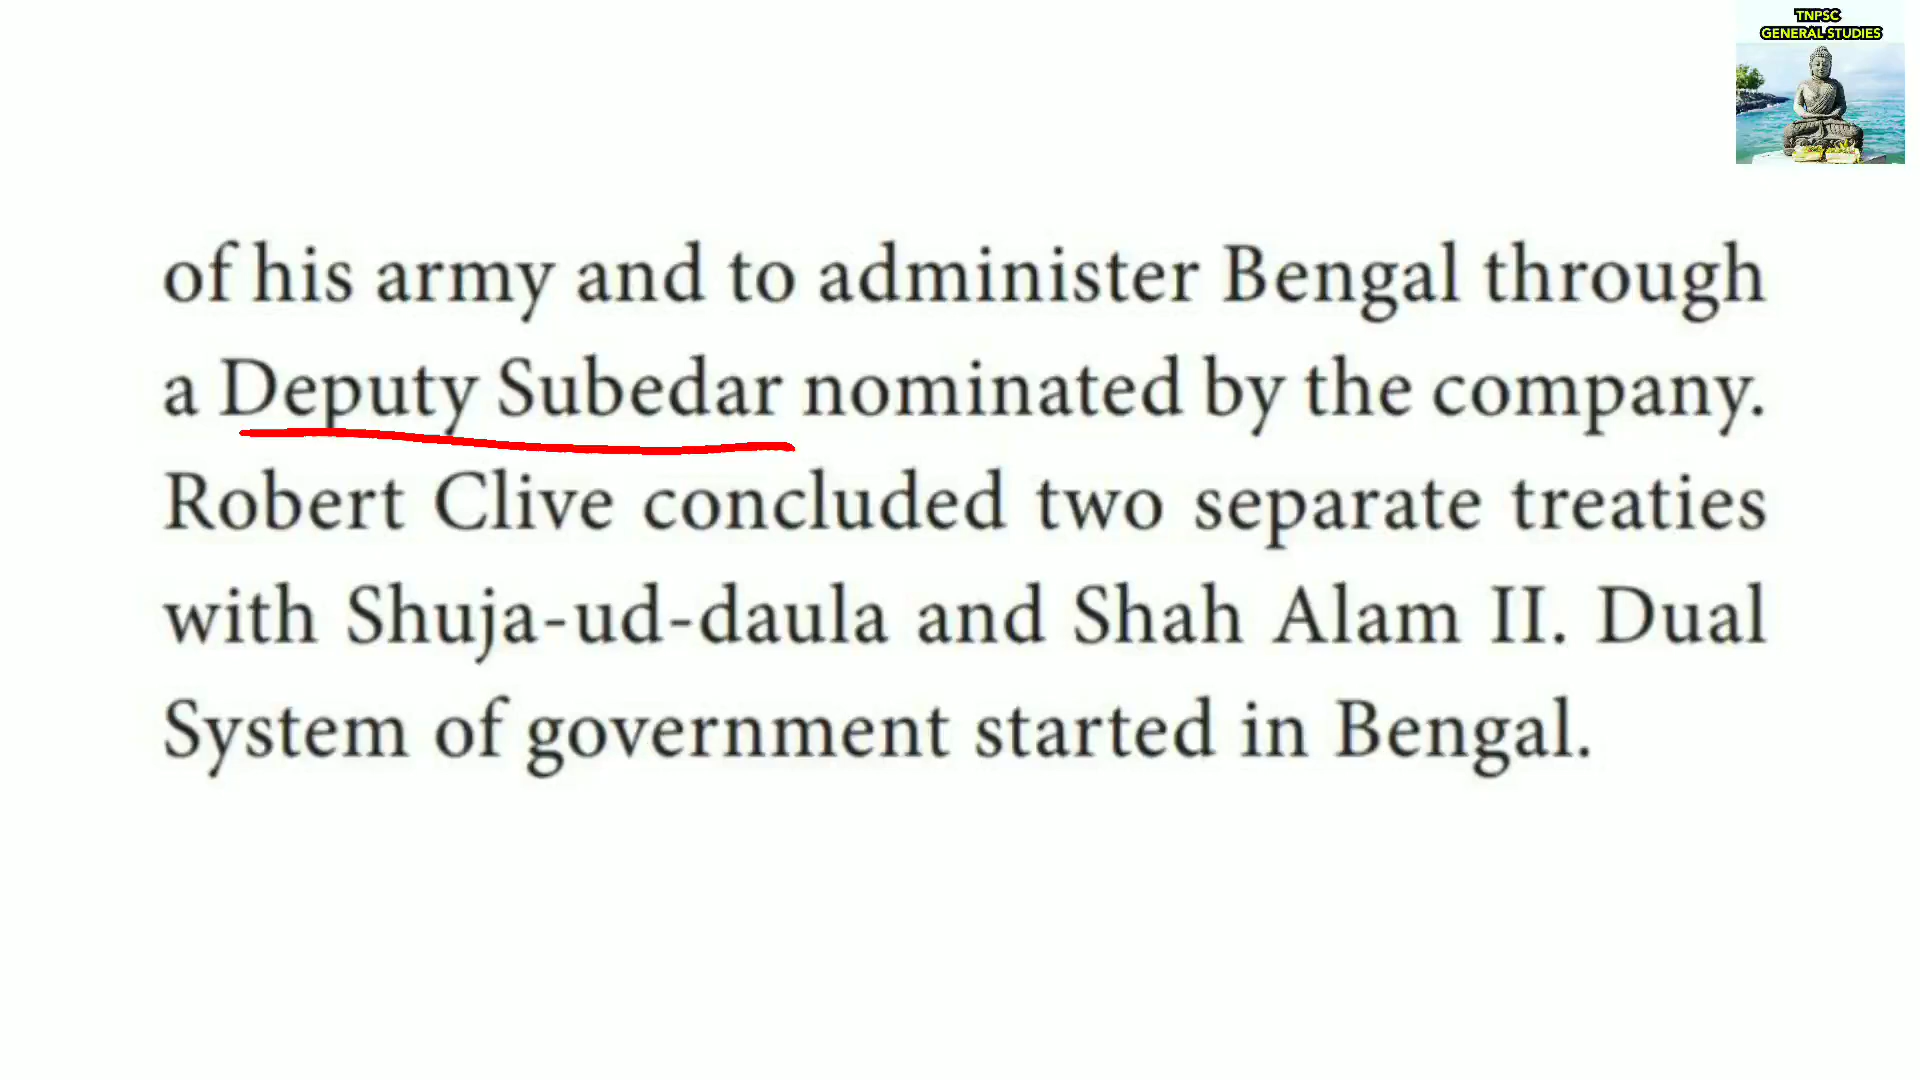 TNPSC
GENERAL STUDIES
of his army and to administer Bengal through
a Deputy Subedar nominated by the company.
Robert Clive concluded two separate treaties
with Shuja-ud-daula and Shah Alam II. Dual
System of government started in Bengal.